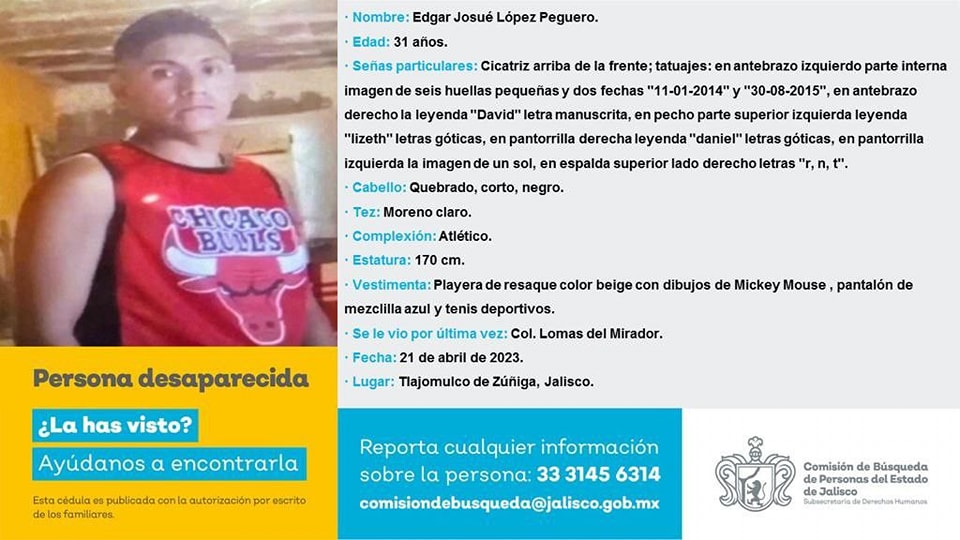 CHICAGO
BULLS
Persona desaparecida
¿La has visto?
Ayúdanos a encontrarla
Esta cédula es publicada con la autorización por escrito
de los familiares.
· Nombre: Edgar Josué López Peguero.
· Edad: 31 años.
· Señas particulares: Cicatriz arriba de la frente; tatuajes: en antebrazo izquierdo parte interna
imagen de seis huellas pequeñas y dos fechas "11-01-2014" y "30-08-2015", en antebrazo
derecho la leyenda "David" letra manuscrita, en pecho parte superior izquierda leyenda
"lizeth" letras góticas, en pantorrilla derecha leyenda "daniel" letras góticas, en pantorrilla
izquierda la imagen de un sol, en espalda superior lado derecho letras "r, n, t".
· Cabello: Quebrado, corto, negro.
· Tez: Moreno claro.
· Complexión: Atlético.
· Estatura: 170 cm.
· Vestimenta: Playera de resaque color beige con dibujos de Mickey Mouse , pantalón de
mezclilla azul y tenis deportivos.
· Se le vio por última vez: Col. Lomas del Mirador.
· Fecha: 21 de abril de 2023.
· Lugar: Tlajomulco de Zúñiga, Jalisco.
Reporta cualquier información
sobre la persona: 33 3145 6314
comisiondebusqueda@jalisco.gob.mx
Comisión de Búsqueda
de Personas del Estado
de Jalisco
Subsecretaría de Derechos Humanos